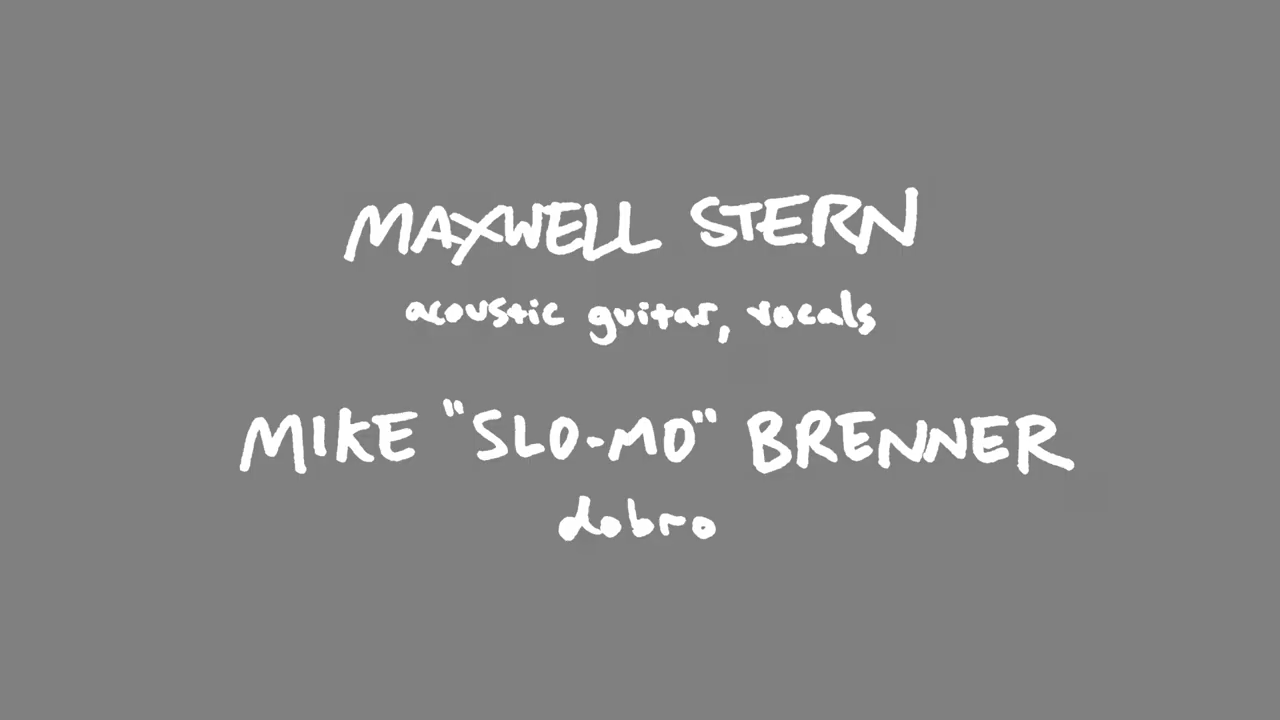 MAXWELL STERN
acoustic guitar, vocals
MIKE "SLO-MO" BRENNER
dobro